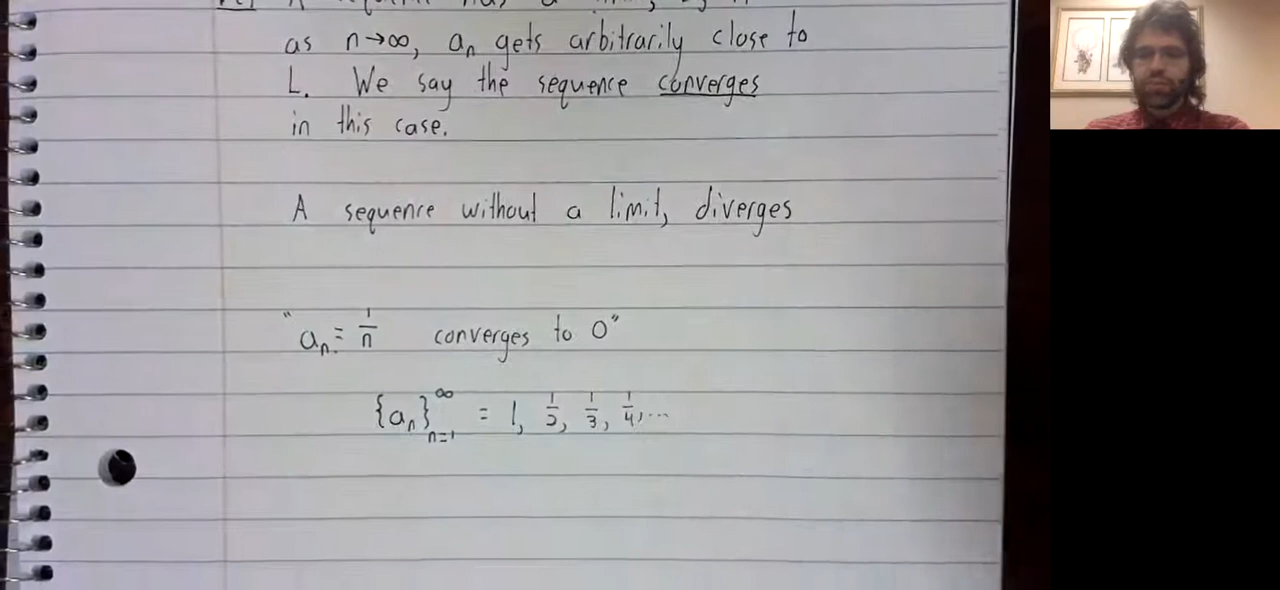 as n→∞, aₙ gets arbitrarily close to
L. We say the sequence converges
in this case.
A sequence without a limit, diverges
"aₙ = 1/n converges to 0"
{aₙ}_{n=1}^∞ = 1, 1/2, 1/3, 1/4, ...